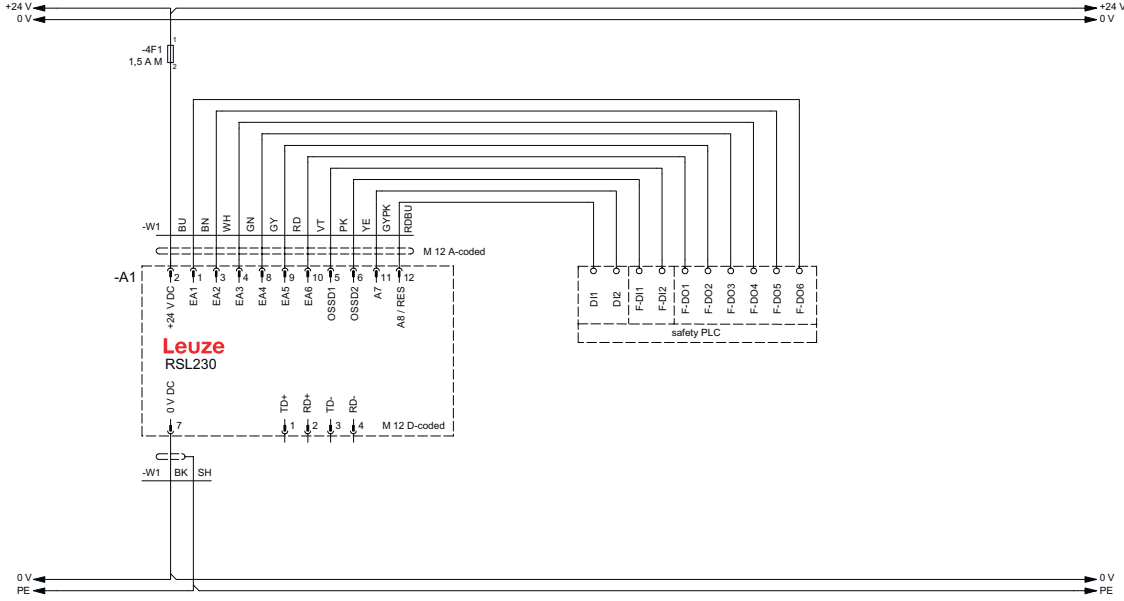 +24 V
+24 V
0 V
0 V
-4F1
1,5 A M
1
2
-W1
BU
BN
WH
GN
GY
RD
VT
PK
YE
GYPK
RDBU
M 12 A-coded
-A1
2
1
3
4
8
9
10
5
6
11
12
+24 V DC
EA1
EA2
EA3
EA4
EA5
EA6
OSSD1
OSSD2
A7
A8 / RES
DI1
DI2
F-DI1
F-DI2
F-DO1
F-DO2
F-DO3
F-DO4
F-DO5
F-DO6
safety PLC
Leuze
RSL230
0 V DC
TD+
RD+
TD-
RD-
7
1
2
3
4
M 12 D-coded
-W1
BK
SH
0 V
0 V
PE
PE